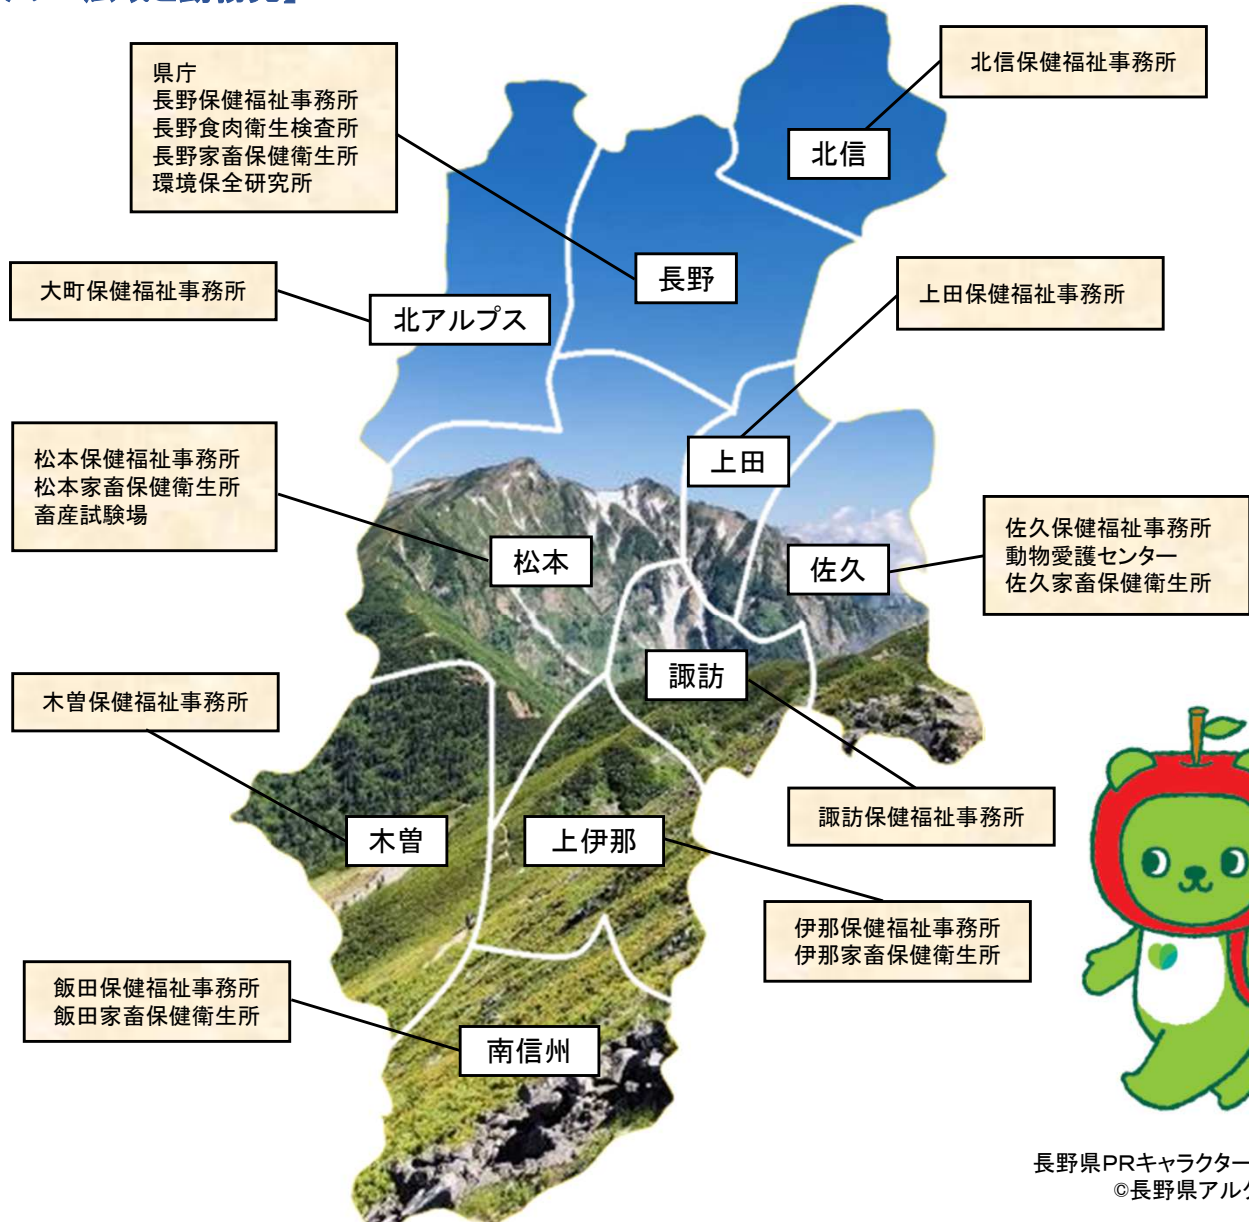 県庁
長野保健福祉事務所
長野食肉衛生検査所
長野家畜保健衛生所
環境保全研究所
北信保健福祉事務所
北信
長野
大町保健福祉事務所
北アルプス
上田保健福祉事務所
上田
松本保健福祉事務所
松本家畜保健衛生所
畜産試験場
松本
佐久
佐久保健福祉事務所
動物愛護センター
佐久家畜保健衛生所
諏訪
木曽保健福祉事務所
諏訪保健福祉事務所
木曽
上伊那
伊那保健福祉事務所
伊那家畜保健衛生所
飯田保健福祉事務所
飯田家畜保健衛生所
南信州
長野県PRキャラクター
©長野県アルク